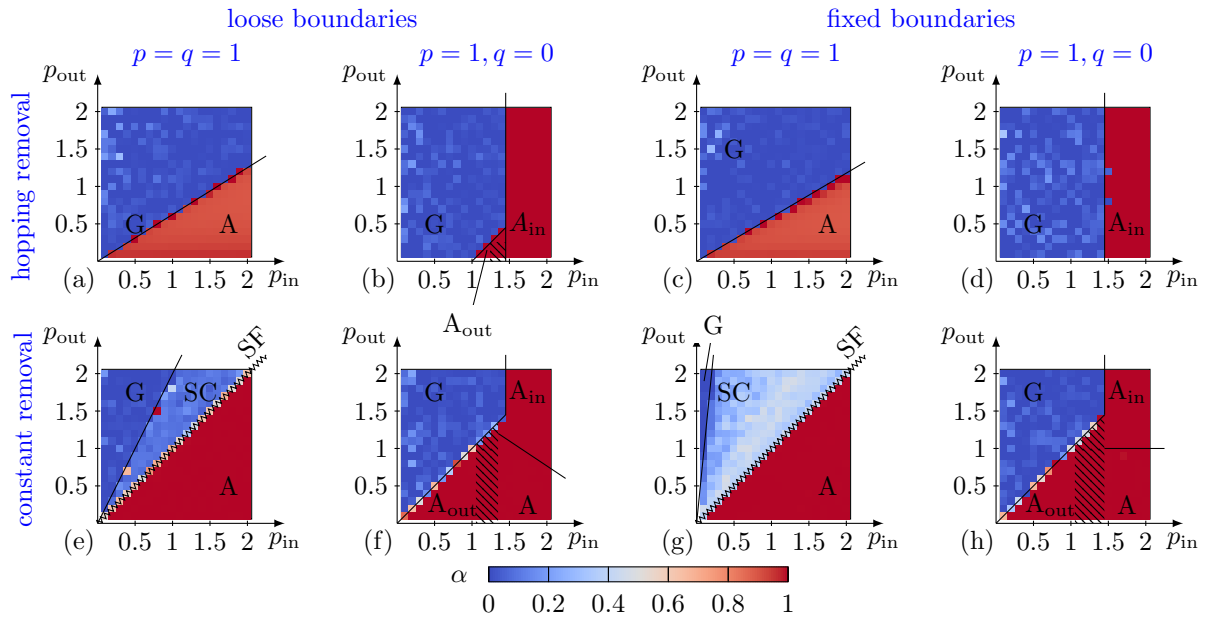 loose boundaries fixed boundaries
p = q = 1 p = 1, q = 0 p = q = 1 p = 1, q = 0
hopping removal
p_out 2 1.5 1 0.5 G A (a) 0.5 1 1.5 2 p_in
p_out 2 1.5 1 0.5 G A_in (b) 0.5 1 1.5 2 p_in
A_out
p_out 2 1.5 1 0.5 G A (c) 0.5 1 1.5 2 p_in
p_out 2 1.5 1 0.5 G A_in (d) 0.5 1 1.5 2 p_in
constant removal
p_out 2 1.5 1 0.5 G SC SF A (e) 0.5 1 1.5 2 p_in
p_out 2 1.5 1 0.5 G A_in A_out A (f) 0.5 1 1.5 2 p_in
p_out 2 1.5 1 0.5 G SC SF A (g) 0.5 1 1.5 2 p_in
p_out 2 1.5 1 0.5 G A_in A_out A (h) 0.5 1 1.5 2 p_in
α
0 0.2 0.4 0.6 0.8 1